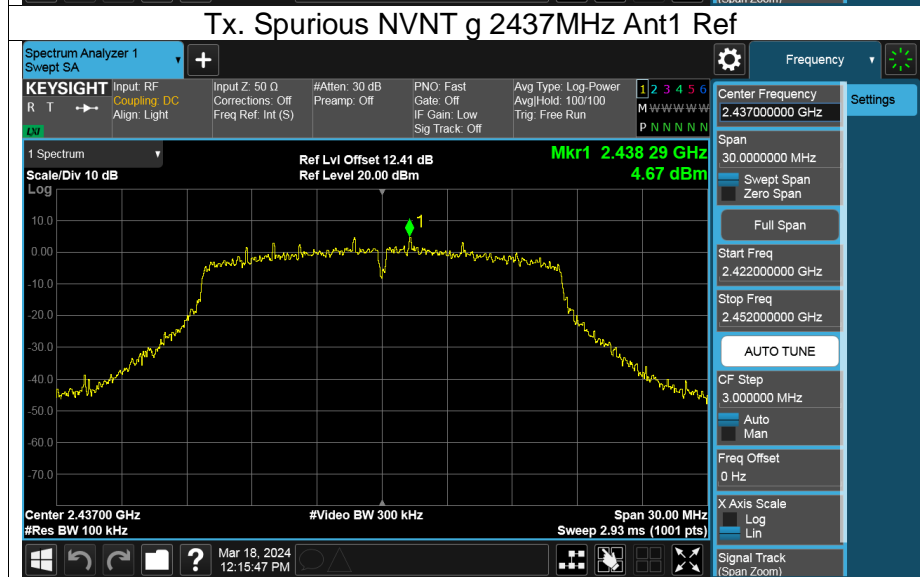 (Span Zoom)
Tx. Spurious NVNT g 2437MHz Ant1 Ref
Spectrum Analyzer 1
Swept SA
▼
+
Frequency
▼
KEYSIGHT
R T
LXI
Input: RF
Coupling: DC
Align: Light
Input Z: 50 Ω
Corrections: Off
Freq Ref: Int (S)
#Atten: 30 dB
Preamp: Off
PNO: Fast
Gate: Off
IF Gain: Low
Sig Track: Off
Avg Type: Log-Power
Avg|Hold: 100/100
Trig: Free Run
1 2 3 4 5 6
M W W W W W
P N N N N N
1 Spectrum ▼
Scale/Div 10 dB
Log
Ref Lvl Offset 12.41 dB
Ref Level 20.00 dBm
Mkr1 2.438 29 GHz
4.67 dBm
1
10.0
0.00
-10.0
-20.0
-30.0
-40.0
-50.0
-60.0
-70.0
Center 2.43700 GHz
#Res BW 100 kHz
#Video BW 300 kHz
Span 30.00 MHz
Sweep 2.93 ms (1001 pts)
Center Frequency
2.437000000 GHz
Settings
Span
30.0000000 MHz
Swept Span
Zero Span
Full Span
Start Freq
2.422000000 GHz
Stop Freq
2.452000000 GHz
AUTO TUNE
CF Step
3.000000 MHz
Auto
Man
Freq Offset
0 Hz
X Axis Scale
Log
Lin
Signal Track
(Span Zoom)
?
Mar 18, 2024
12:15:47 PM